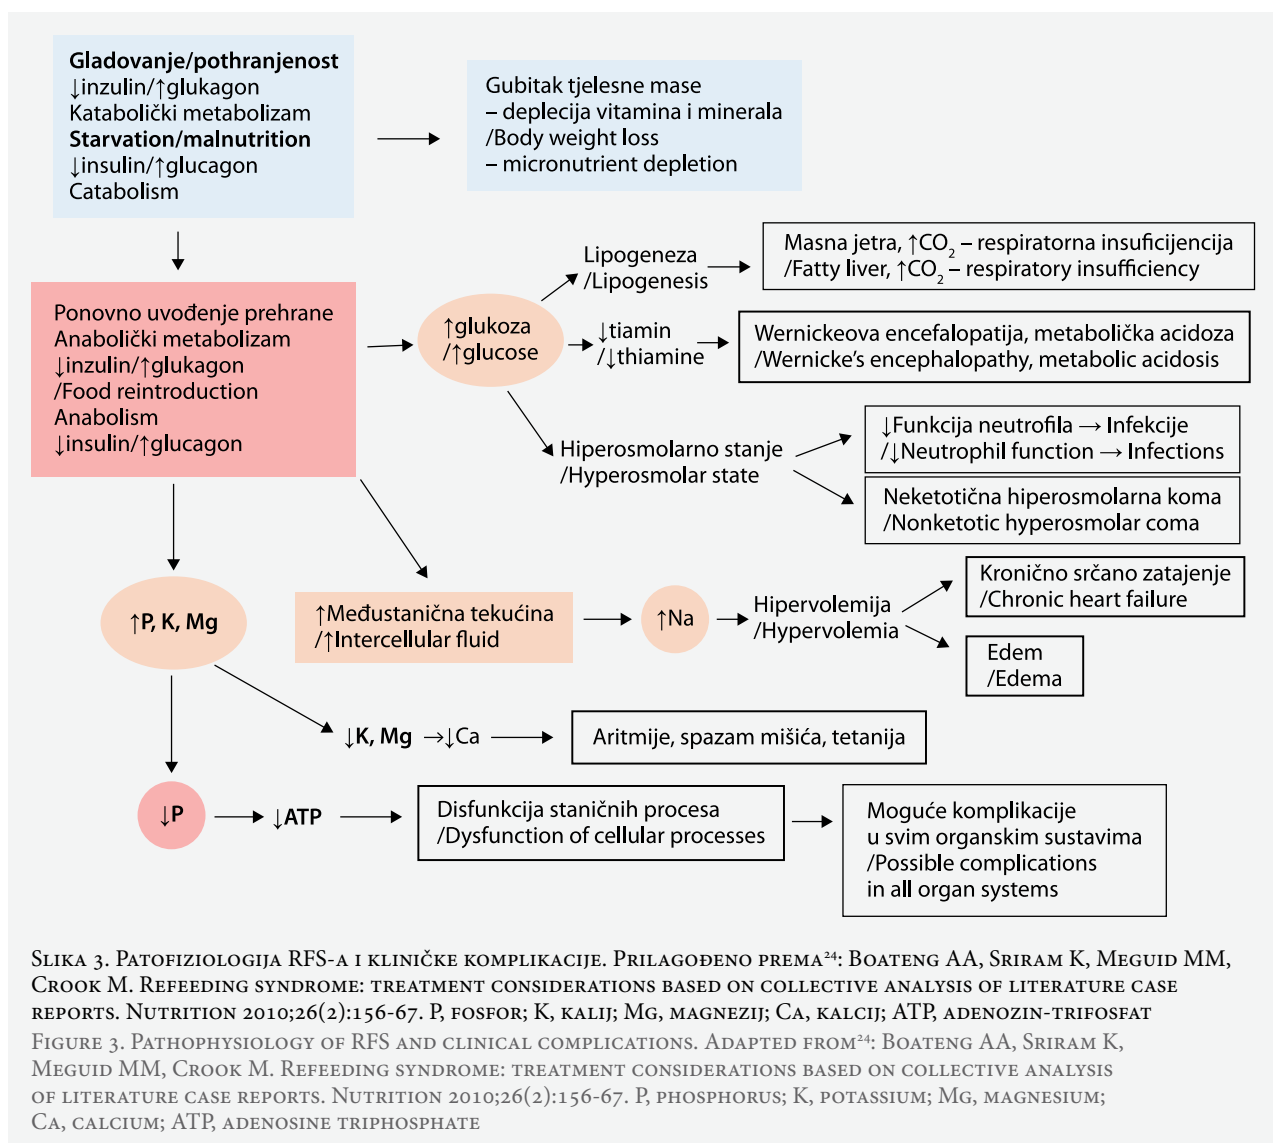 Gladovanje/pothranjenost
↓inzulin/↑glukagon
Katabolički metabolizam
Starvation/malnutrition
↓insulin/↑glucagon
Catabolism
Gubitak tjelesne mase
– deplecija vitamina i minerala
/Body weight loss
– micronutrient depletion
Ponovno uvođenje prehrane
Anabolički metabolizam
↓inzulin/↑glukagon
/Food reintroduction
Anabolism
↓insulin/↑glucagon
↑glukoza
/↑glucose
Lipogeneza
/Lipogenesis
Masna jetra, ↑CO₂ – respiratorna insuficijencija
/Fatty liver, ↑CO₂ – respiratory insufficiency
↓tiamin
/↓thiamine
Wernickeova encefalopatija, metabolička acidoza
/Wernicke's encephalopathy, metabolic acidosis
Hiperosmolarno stanje
/Hyperosmolar state
↓Funkcija neutrofila → Infekcije
/↓Neutrophil function → Infections
Neketotična hiperosmolarna koma
/Nonketotic hyperosmolar coma
↑P, K, Mg
↑Međustanična tekućina
/↑Intercellular fluid
↑Na
Hipervolemija
/Hypervolemia
Kronično srčano zatajenje
/Chronic heart failure
Edem
/Edema
↓K, Mg →↓Ca
Aritmije, spazam mišića, tetanija
↓P
↓ATP
Disfunkcija staničnih procesa
/Dysfunction of cellular processes
Moguće komplikacije
u svim organskim sustavima
/Possible complications
in all organ systems
Slika 3. Patofiziologija RFS-a i kliničke komplikacije. Prilagođeno prema²⁴: Boateng AA, Sriram K, Meguid MM,
Crook M. Refeeding syndrome: treatment considerations based on collective analysis of literature case
reports. Nutrition 2010;26(2):156-67. P, fosfor; K, kalij; Mg, magnezij; Ca, kalcij; ATP, adenozin-trifosfat
Figure 3. Pathophysiology of RFS and clinical complications. Adapted from²⁴: Boateng AA, Sriram K,
Meguid MM, Crook M. Refeeding syndrome: treatment considerations based on collective analysis
of literature case reports. Nutrition 2010;26(2):156-67. P, phosphorus; K, potassium; Mg, magnesium;
Ca, calcium; ATP, adenosine triphosphate